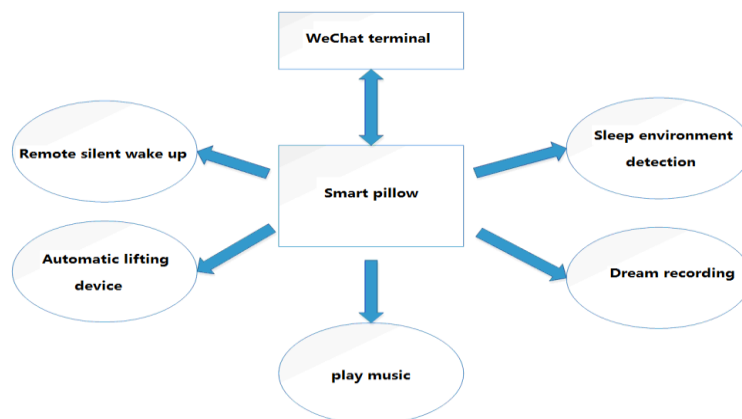 WeChat terminal
Remote silent wake up
Smart pillow
Sleep environment
detection
Automatic lifting
device
Dream recording
play music